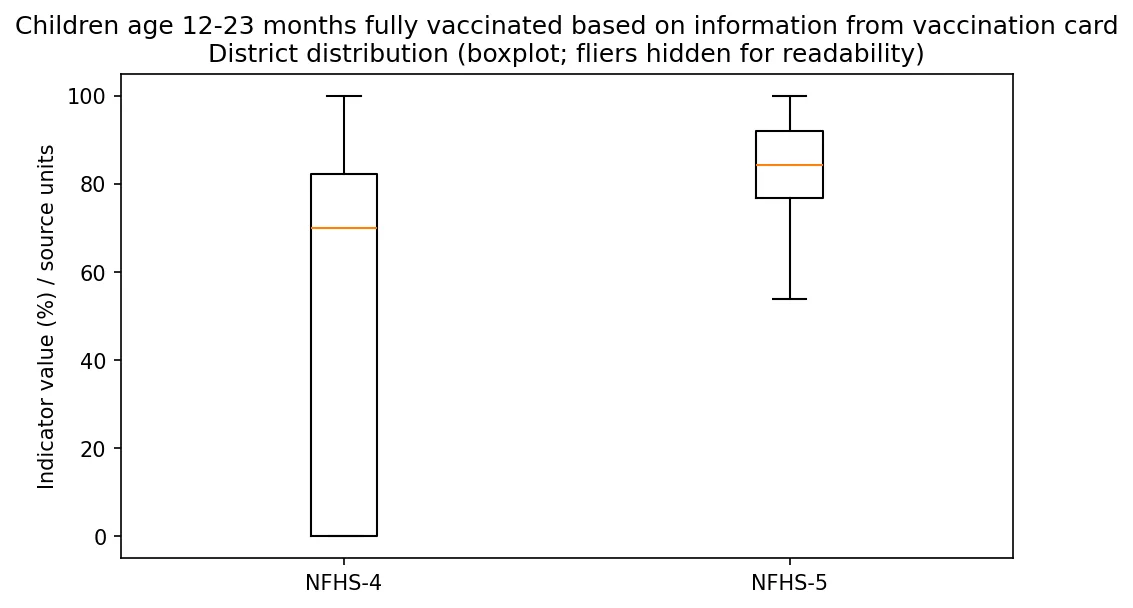 Children age 12-23 months fully vaccinated based on information from vaccination card
District distribution (boxplot; fliers hidden for readability)
Indicator value (%) / source units
100
80
60
40
20
0
NFHS-4
NFHS-5